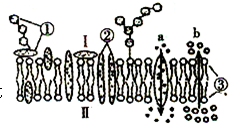 ① Ⅰ ② a b
③
Ⅱ
t